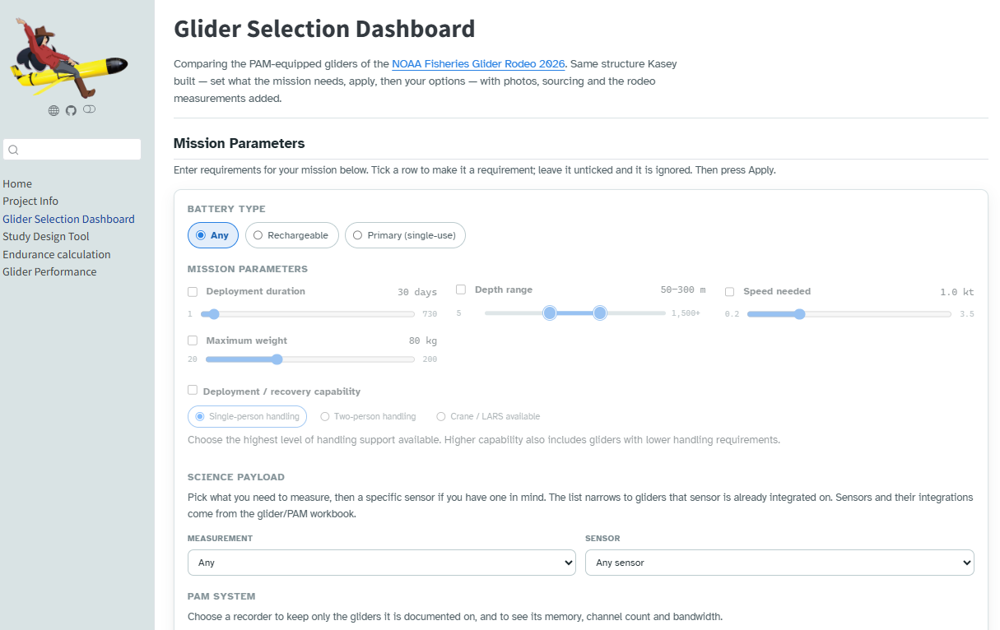 Glider Selection Dashboard
Comparing the PAM-equipped gliders of the NOAA Fisheries Glider Rodeo 2026. Same structure Kasey
built — set what the mission needs, apply, then your options — with photos, sourcing and the rodeo
measurements added.
Home
Project Info
Glider Selection Dashboard
Study Design Tool
Endurance calculation
Glider Performance
Mission Parameters
Enter requirements for your mission below. Tick a row to make it a requirement; leave it unticked and it is ignored. Then press Apply.
BATTERY TYPE
Any Rechargeable Primary (single-use)
MISSION PARAMETERS
Deployment duration 30 days Depth range 50–300 m Speed needed 1.0 kt
1 730 5 1,500+ 0.2 3.5
Maximum weight 80 kg
20 200
Deployment / recovery capability
Single-person handling Two-person handling Crane / LARS available
Choose the highest level of handling support available. Higher capability also includes gliders with lower handling requirements.
SCIENCE PAYLOAD
Pick what you need to measure, then a specific sensor if you have one in mind. The list narrows to gliders that sensor is already integrated on. Sensors and their integrations
come from the glider/PAM workbook.
MEASUREMENT SENSOR
Any Any sensor
PAM SYSTEM
Choose a recorder to keep only the gliders it is documented on, and to see its memory, channel count and bandwidth.